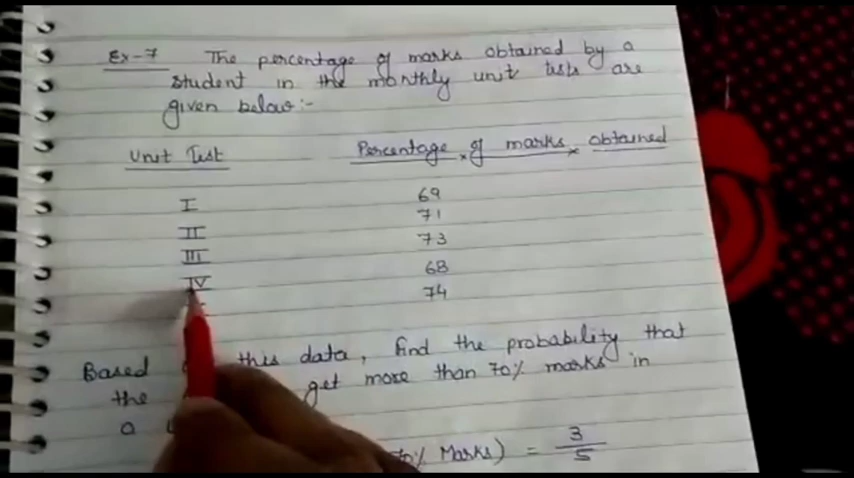 Ex-7 The percentage of marks obtained by a
student in the monthly unit tests are
given below:-
Unit Test Percentage of marks obtained
I 69
II 71
III 73
IV 68
74
Based this data, find the probability that
the get more than 70% marks in
a
70% Marks) = 3/5